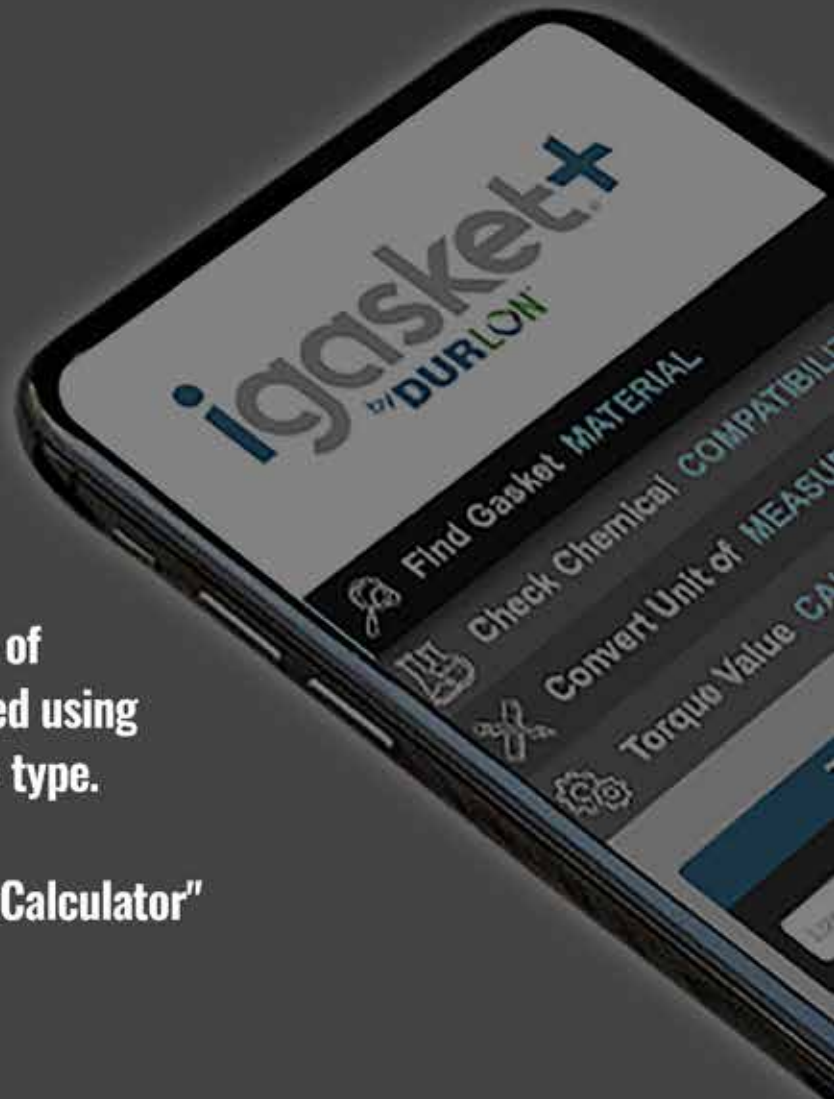 igasket+
by DURLON
Find Gasket MATERIAL
Check Chemical COMPATIBILI
Convert Unit of MEASU
Torque Value CA
of
ed using
type.
Calculator"